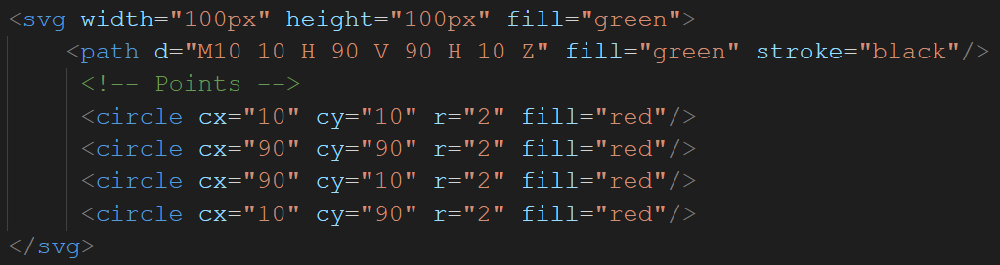 <svg width="100px" height="100px" fill="green">
<path d="M10 10 H 90 V 90 H 10 Z" fill="green" stroke="black"/>
<!-- Points -->
<circle cx="10" cy="10" r="2" fill="red"/>
<circle cx="90" cy="90" r="2" fill="red"/>
<circle cx="90" cy="10" r="2" fill="red"/>
<circle cx="10" cy="90" r="2" fill="red"/>
</svg>